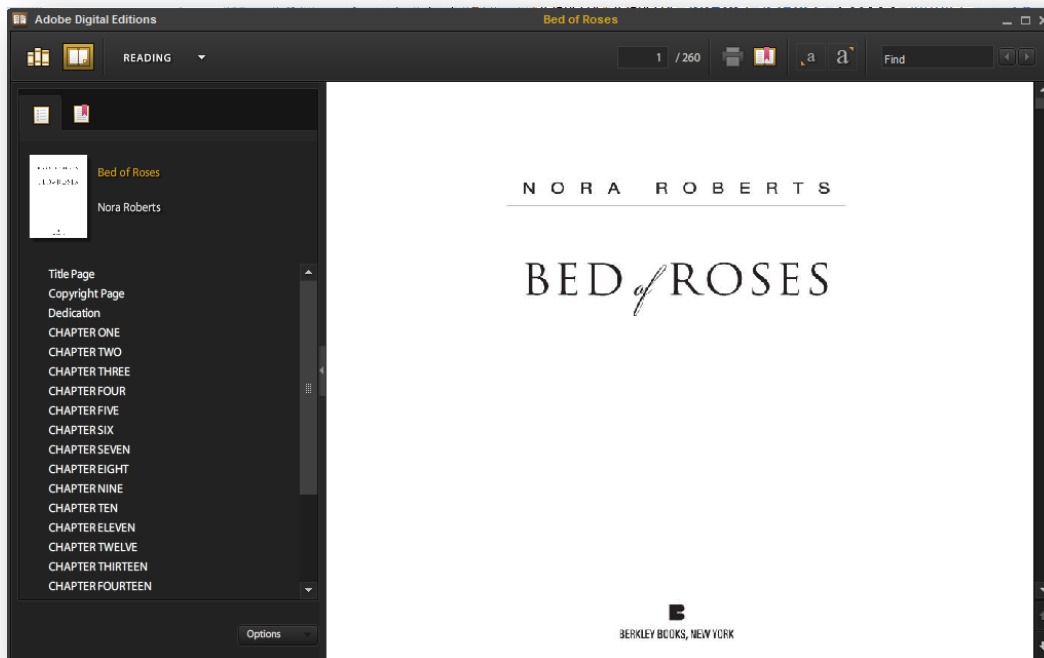 Adobe Digital Editions
Bed of Roses
READING
1 / 260
a
a
Find
Bed of Roses
Nora Roberts
Title Page
Copyright Page
Dedication
CHAPTER ONE
CHAPTER TWO
CHAPTER THREE
CHAPTER FOUR
CHAPTER FIVE
CHAPTER SIX
CHAPTER SEVEN
CHAPTER EIGHT
CHAPTER NINE
CHAPTER TEN
CHAPTER ELEVEN
CHAPTER TWELVE
CHAPTER THIRTEEN
CHAPTER FOURTEEN
Options
NORA ROBERTS
BED of ROSES
B
BERKLEY BOOKS, NEW YORK